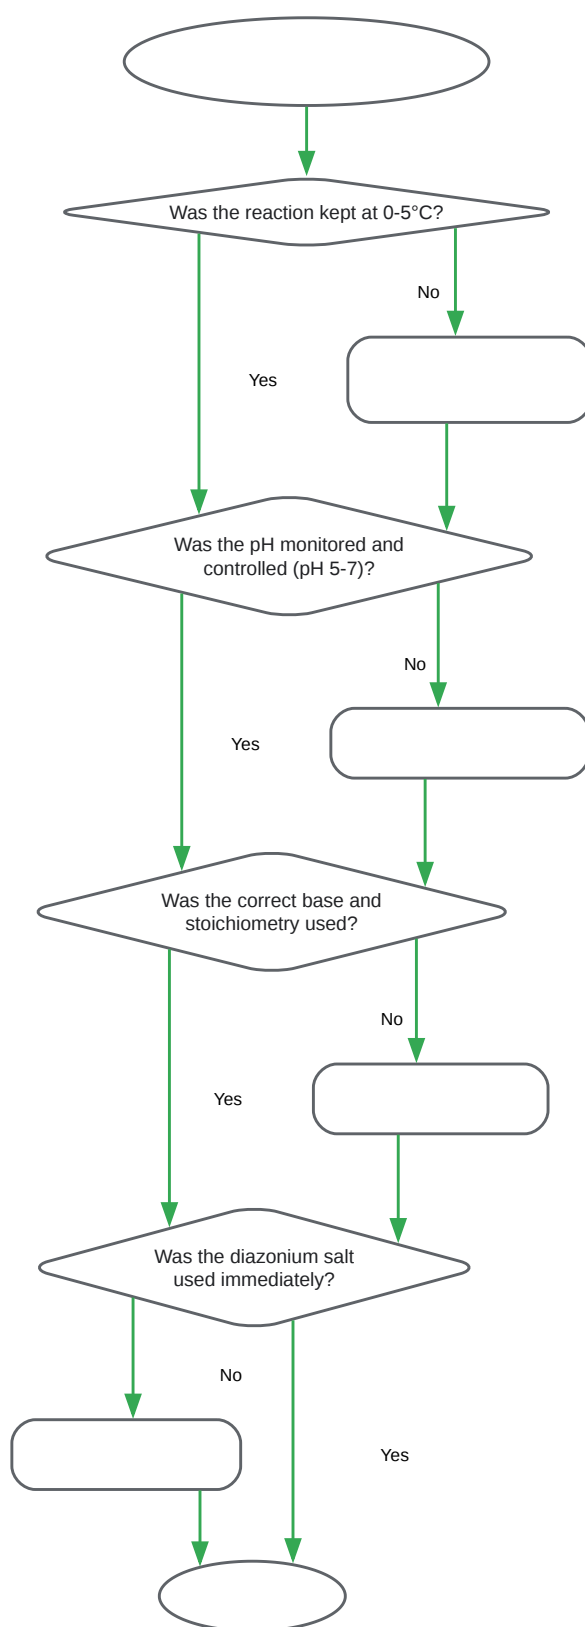 Was the reaction kept at 0-5°C?
No
Yes
Was the pH monitored and
controlled (pH 5-7)?
No
Yes
Was the correct base and
stoichiometry used?
No
Yes
Was the diazonium salt
used immediately?
No
Yes